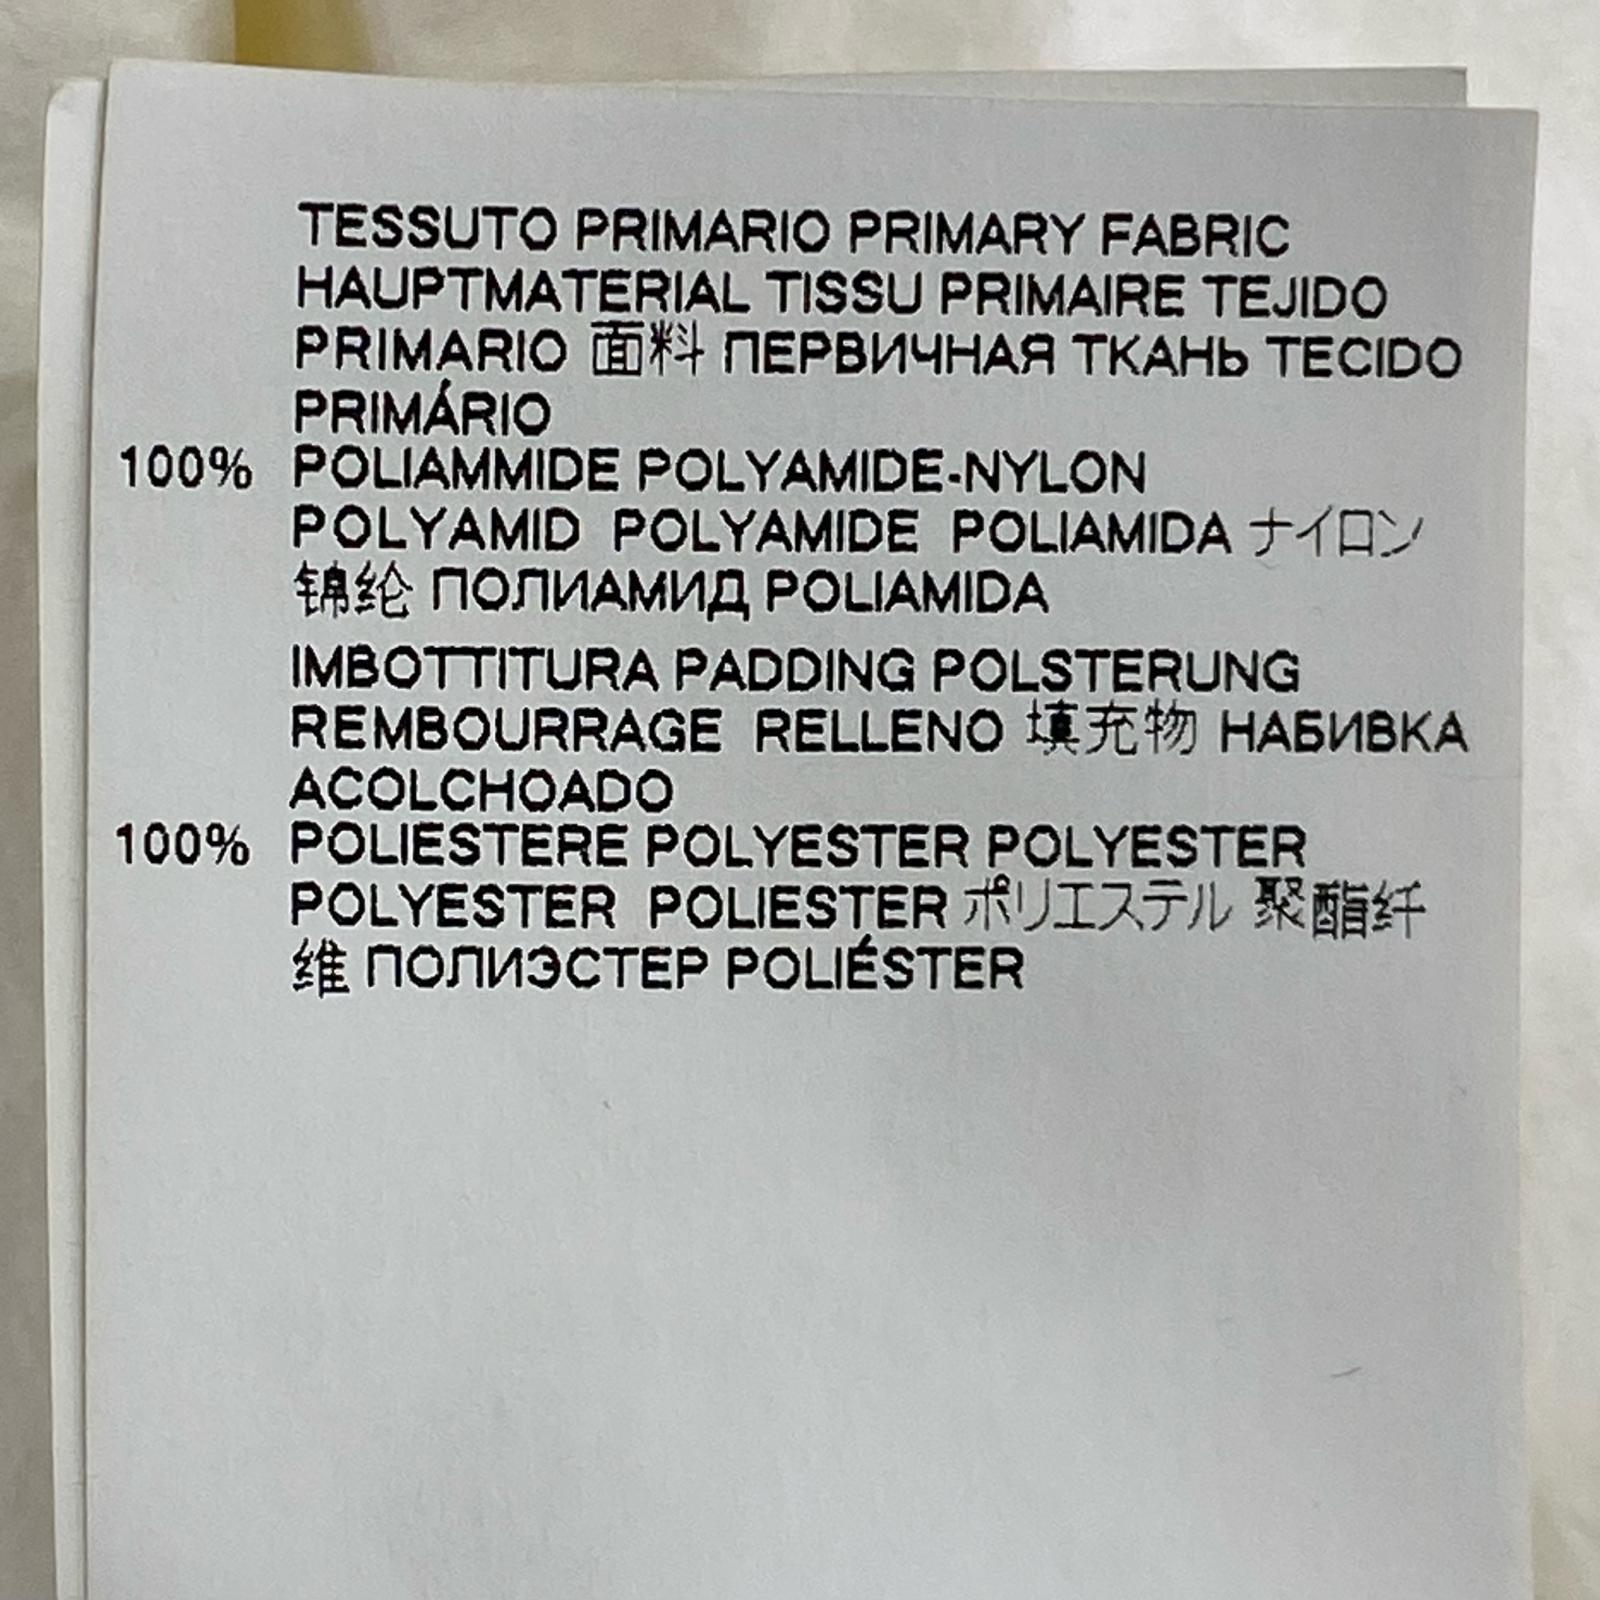 TESSUTO PRIMARIO PRIMARY FABRIC
HAUPTMATERIAL TISSU PRIMAIRE TEJIDO
PRIMARIO 面料 ПЕРВИЧНАЯ ТКАНЬ TECIDO
PRIMÁRIO
100% POLIAMMIDE POLYAMIDE-NYLON
POLYAMID POLYAMIDE POLIAMIDA ナイロン
锦纶 ПОЛИАМИД POLIAMIDA
IMBOTTITURA PADDING POLSTERUNG
REMBOURRAGE RELLENO 填充物 НАБИВКА
ACOLCHOADO
100% POLIESTERE POLYESTER POLYESTER
POLYESTER POLIESTER ポリエステル 聚酯纤
维 ПОЛИЭСТЕР POLIÉSTER